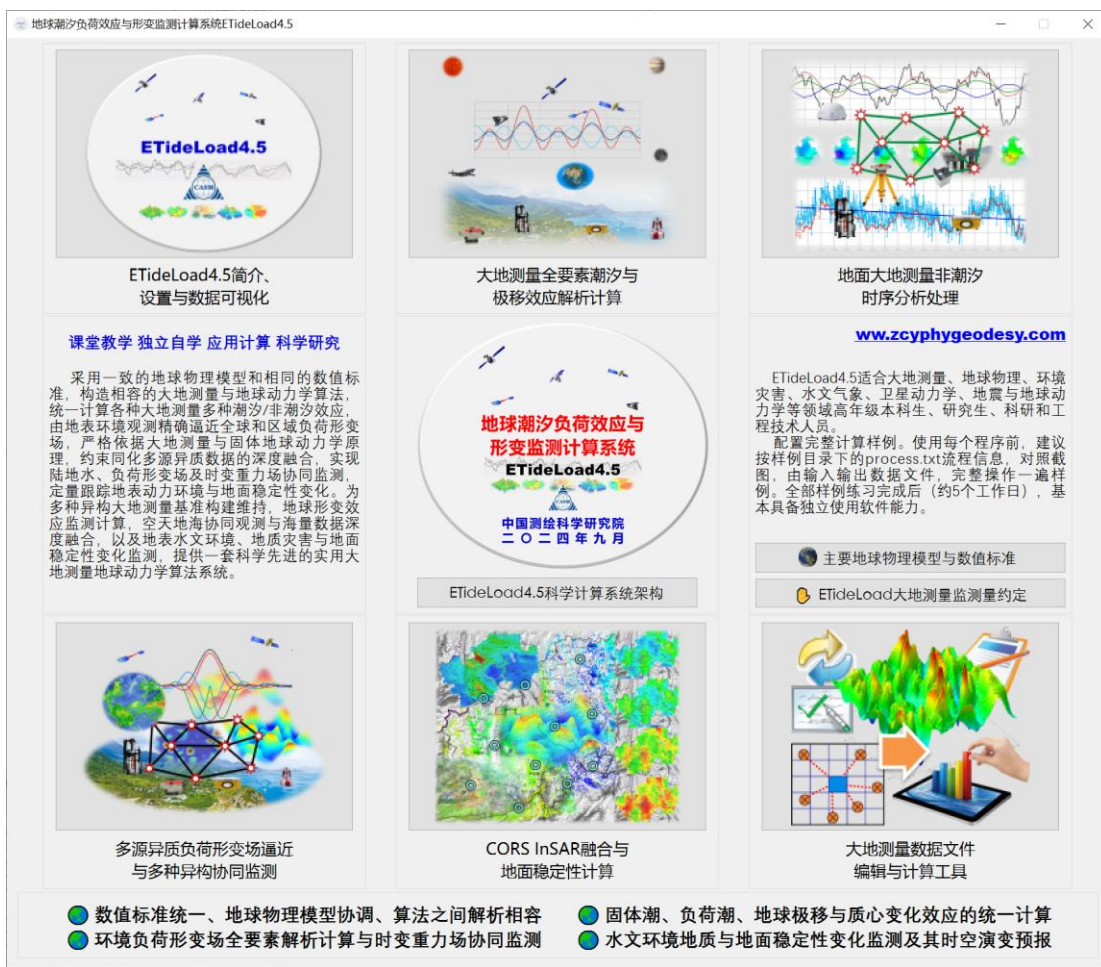 地球潮汐负荷效应与形变监测计算系统ETideLoad4.5
ETideLoad4.5
CASM
ETideLoad4.5简介、
设置与数据可视化
大地测量全要素潮汐与
极移效应解析计算
地面大地测量非潮汐
时序分析处理
课堂教学 独立自学 应用计算 科学研究
采用一致的地球物理模型和相同的数值标
准，构造相容的大地测量与地球动力学算法，
统一计算各种大地测量多种潮汐/非潮汐效应，
由地表环境观测精确逼近全球和区域负荷形变
场，严格依据大地测量与固体地球动力学原
理，约束同化多源异质数据的深度融合，实现
陆地水、负荷形变场及时变重力场协同监测，
定量跟踪地表动力环境与地面稳定性变化。为
多种异构大地测量基准构建维持，地球形变效
应监测计算，空天地海协同观测与海量数据深
度融合，以及地表水文环境、地质灾害与地面
稳定性变化监测，提供一套科学先进的实用大
地测量地球动力学算法系统。
地球潮汐负荷效应与
形变监测计算系统
ETideLoad4.5
CASM
中国测绘科学研究院
二〇二四年九月
ETideLoad4.5科学计算系统架构
ww.zcyphygeodesy.com
ETideLoad4.5适合大地测量、地球物理、环境
灾害、水文气象、卫星动力学、地震与地球动
力学等领域高年级本科生、研究生、科研和工
程技术人员。
配置完整计算样例。使用每个程序前，建议
按样例目录下的process.txt流程信息，对照截
图，由输入输出数据文件，完整操作一遍样
例。全部样例练习完成后（约5个工作日），基
本具备独立使用软件能力。
主要地球物理模型与数值标准
ETideLoad大地测量监测量约定
多源异质负荷形变场逼近
与多种异构协同监测
CORS InSAR融合与
地面稳定性计算
大地测量数据文件
编辑与计算工具
数值标准统一、地球物理模型协调、算法之间解析相容
固体潮、负荷潮、地球极移与质心变化效应的统一计算
环境负荷形变场全要素解析计算与时变重力场协同监测
水文环境地质与地面稳定性变化监测及其时空演变预报